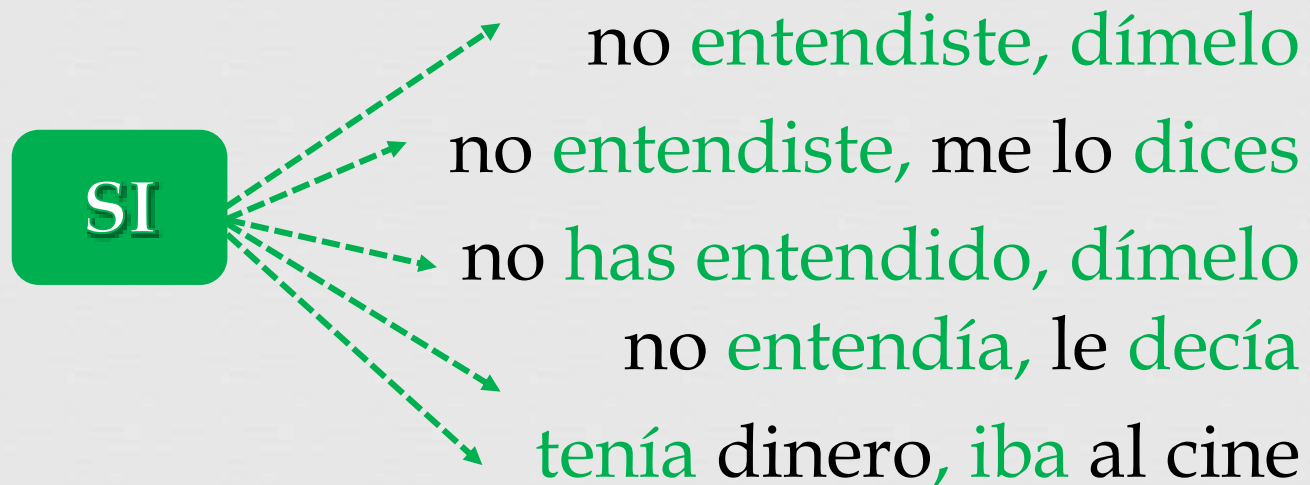 SI
no entendiste, dímelo
no entendiste, me lo dices
no has entendido, dímelo
no entendía, le decía
tenía dinero, iba al cine